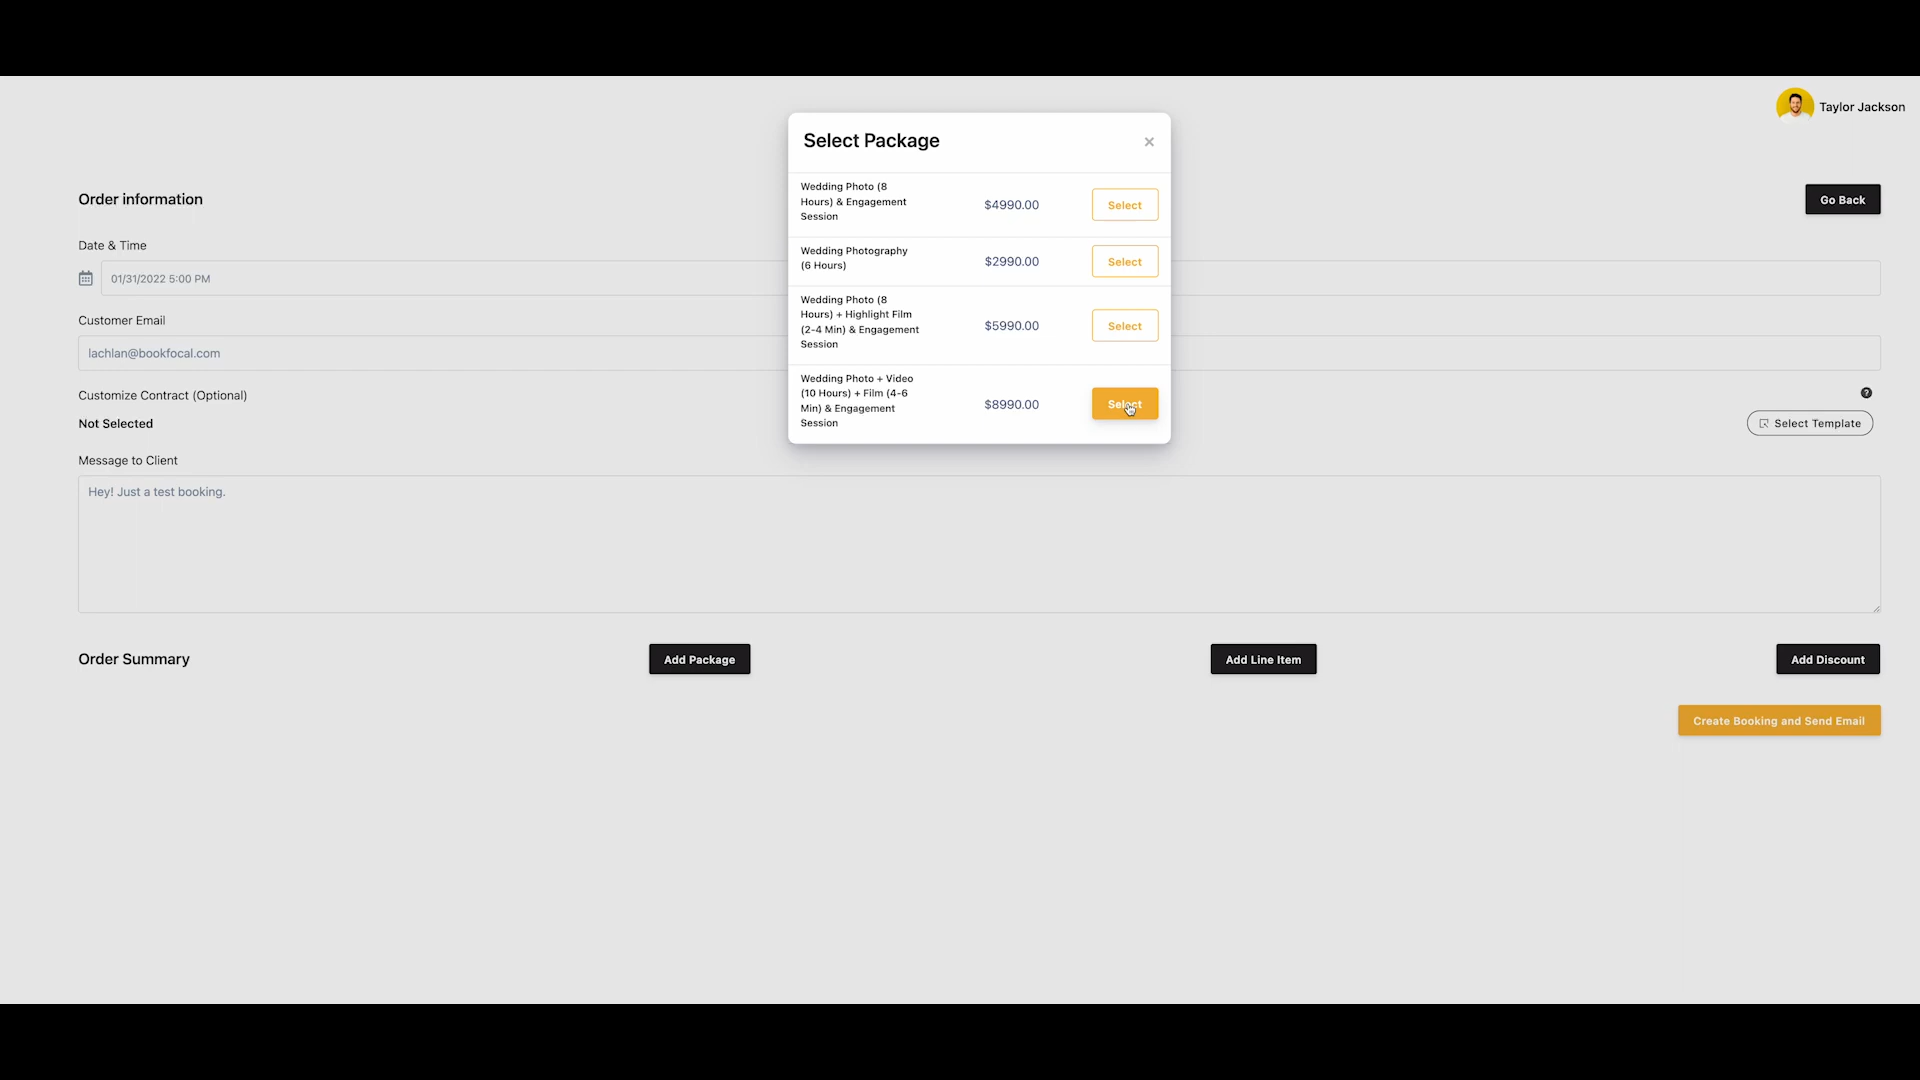 Taylor Jackson
Select Package
×
Wedding Photo (8
Hours) & Engagement
Session
$4990.00
Select
Wedding Photography
(6 Hours)
$2990.00
Select
Wedding Photo (8
Hours) + Highlight Film
(2-4 Min) & Engagement
Session
$5990.00
Select
Wedding Photo + Video
(10 Hours) + Film (4-6
Min) & Engagement
Session
$8990.00
Select
Order information
Go Back
Date & Time
01/31/2022 5:00 PM
Customer Email
lachlan@bookfocal.com
Customize Contract (Optional)
?
Not Selected
Select Template
Message to Client
Hey! Just a test booking.
Order Summary
Add Package
Add Line Item
Add Discount
Create Booking and Send Email